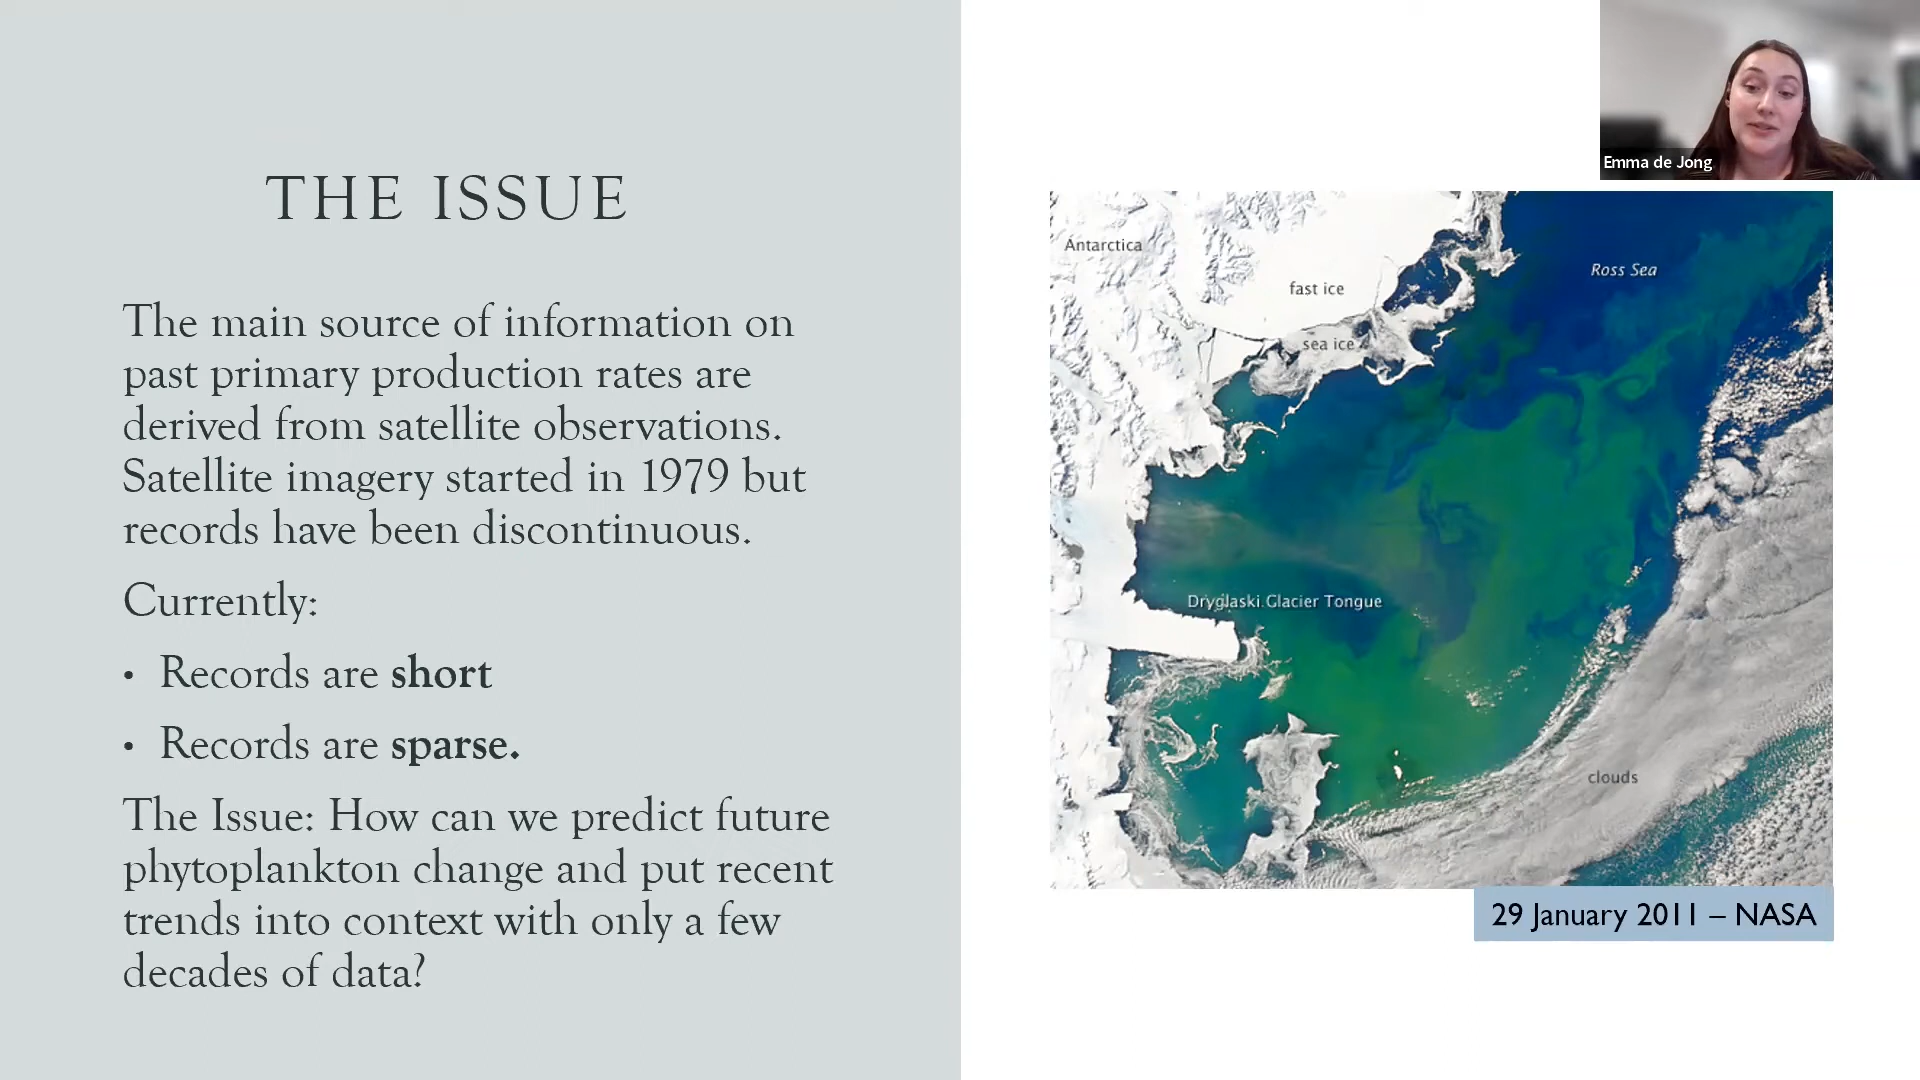 THE ISSUE
The main source of information on
past primary production rates are
derived from satellite observations.
Satellite imagery started in 1979 but
records have been discontinuous.
Currently:
• Records are short
• Records are sparse.
The Issue: How can we predict future
phytoplankton change and put recent
trends into context with only a few
decades of data?
Emma de Jong
Antarctica
Ross Sea
fast ice
sea ice
Dryglaski Glacier Tongue
clouds
29 January 2011 – NASA